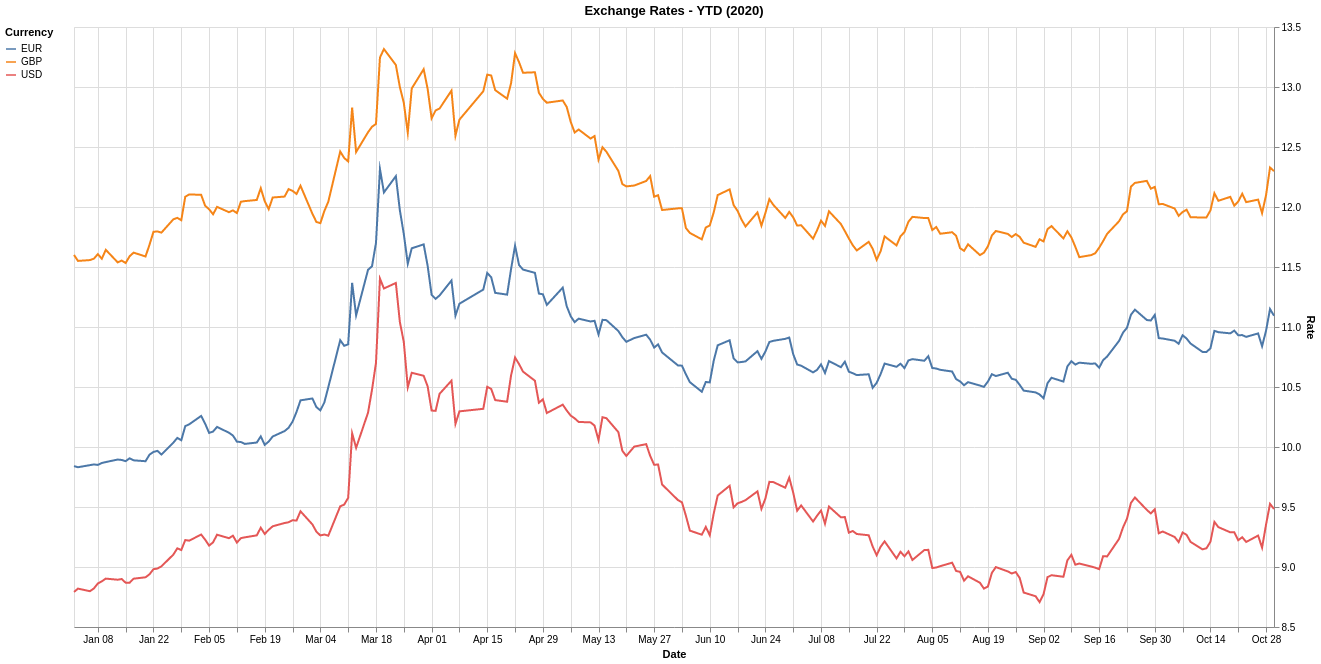 Exchange Rates - YTD (2020)
Currency
EUR
GBP
USD
13.5
13.0
12.5
12.0
11.5
11.0
10.5
10.0
9.5
9.0
8.5
Rate
Jan 08 Jan 22 Feb 05 Feb 19 Mar 04 Mar 18 Apr 01 Apr 15 Apr 29 May 13 May 27 Jun 10 Jun 24 Jul 08 Jul 22 Aug 05 Aug 19 Sep 02 Sep 16 Sep 30 Oct 14 Oct 28
Date